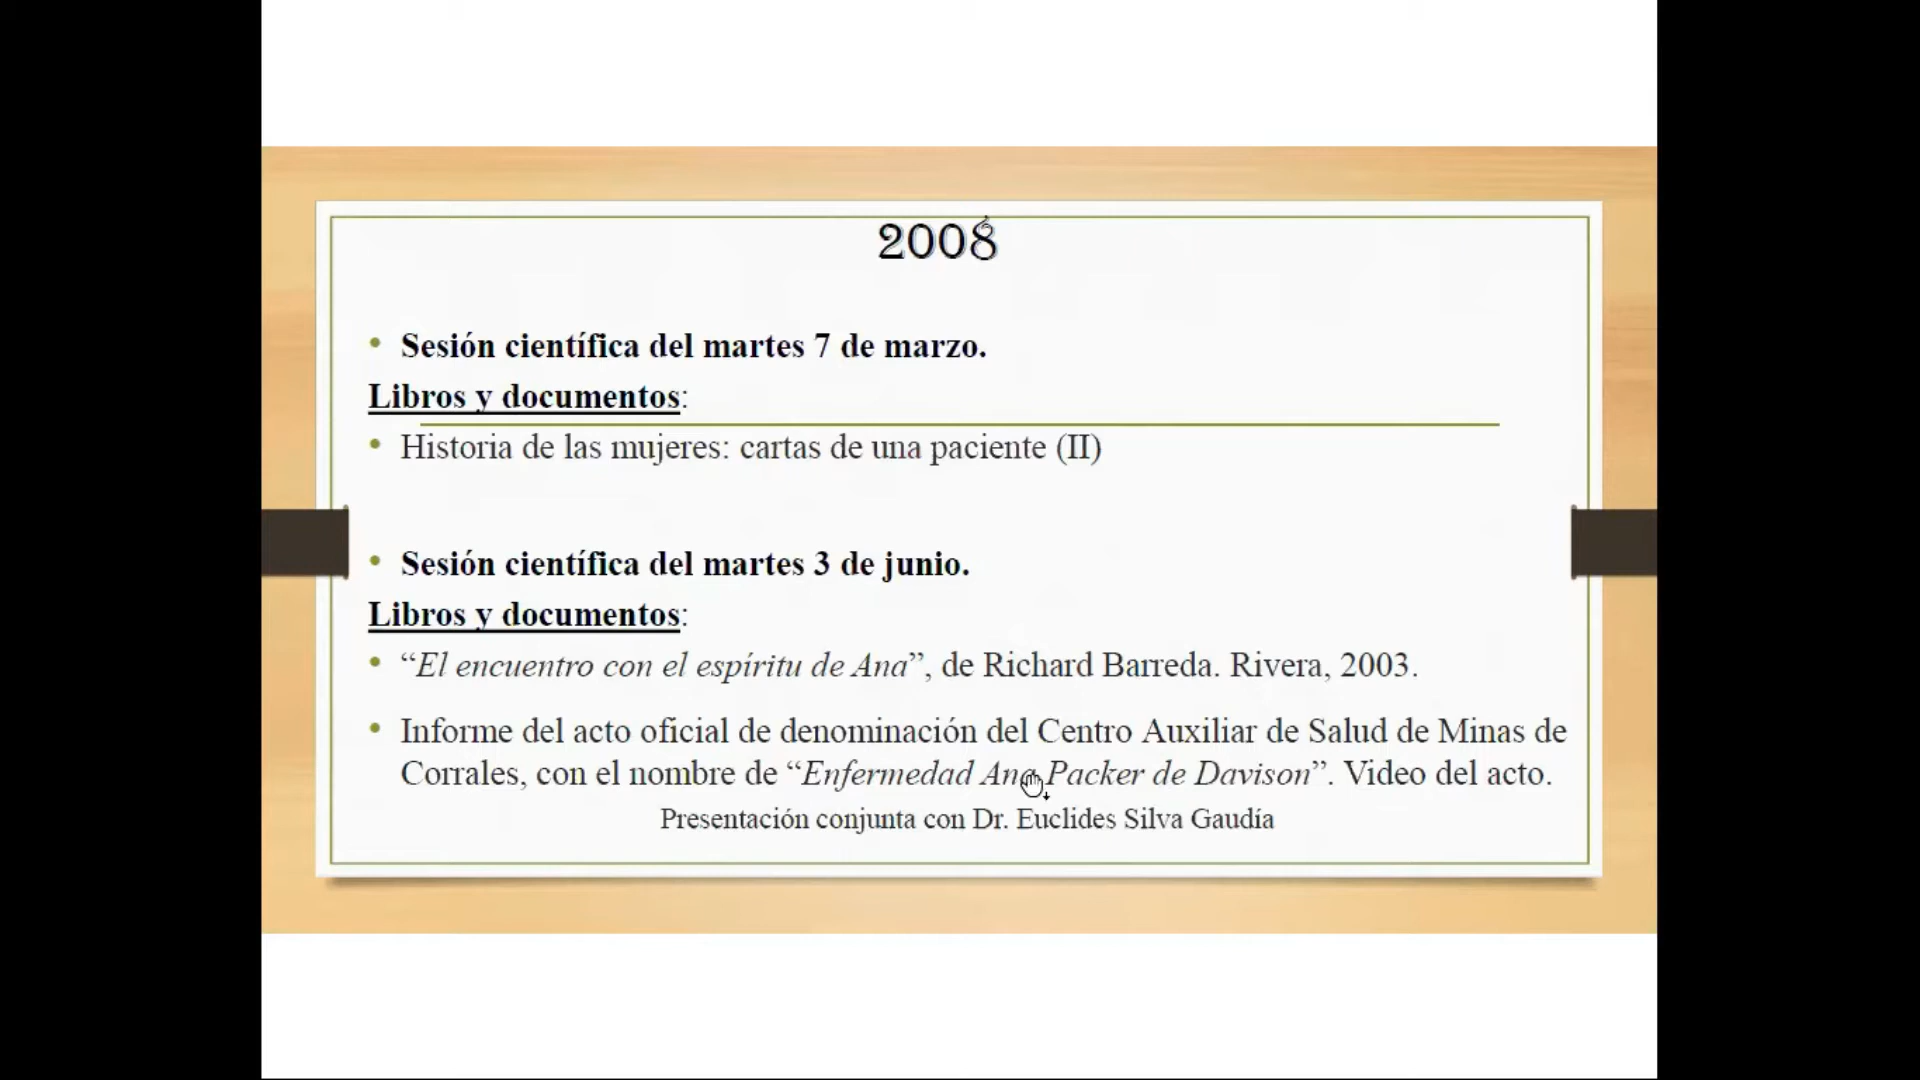 2008
• Sesión científica del martes 7 de marzo.
Libros y documentos:
• Historia de las mujeres: cartas de una paciente (II)
• Sesión científica del martes 3 de junio.
Libros y documentos:
• “El encuentro con el espíritu de Ana”, de Richard Barreda. Rivera, 2003.
• Informe del acto oficial de denominación del Centro Auxiliar de Salud de Minas de
Corrales, con el nombre de “Enfermedad Ana Packer de Davison”. Video del acto.
Presentación conjunta con Dr. Euclides Silva Gaudía